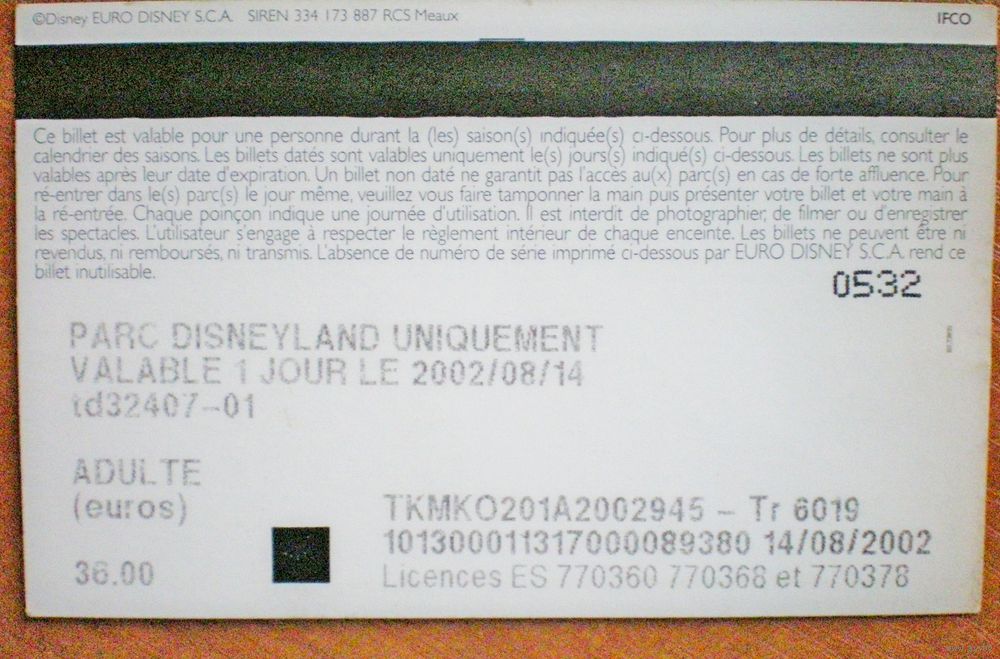 ©Disney EURO DISNEY S.C.A. SIREN 334 173 887 RCS Meaux IFCO
Ce billet est valable pour une personne durant la (les) saison(s) indiquée(s) ci-dessous. Pour plus de détails, consulter le
calendrier des saisons. Les billets datés sont valables uniquement le(s) jours(s) indiqué(s) ci-dessous. Les billets ne sont plus
valables après leur date d'expiration. Un billet non daté ne garantit pas l'accès au(x) parc(s) en cas de forte affluence. Pour
ré-entrer dans le(s) parc(s) le jour même, veuillez vous faire tamponner la main puis présenter votre billet et votre main à
la ré-entrée. Chaque poinçon indique une journée d'utilisation. Il est interdit de photographier, de filmer ou d'enregistrer
les spectacles. L'utilisateur s'engage à respecter le règlement intérieur de chaque enceinte. Les billets ne peuvent être ni
revendus, ni remboursés, ni transmis. L'absence de numéro de série imprimé ci-dessous par EURO DISNEY S.C.A. rend ce
billet inutilisable.
0532
PARC DISNEYLAND UNIQUEMENT
VALABLE 1 JOUR LE 2002/08/14
td32407-01
ADULTE
(euros)
TKMKO201A2002945 - Tr 6019
101300011317000089380 14/08/2002
36.00
Licences ES 770360 770368 et 770378